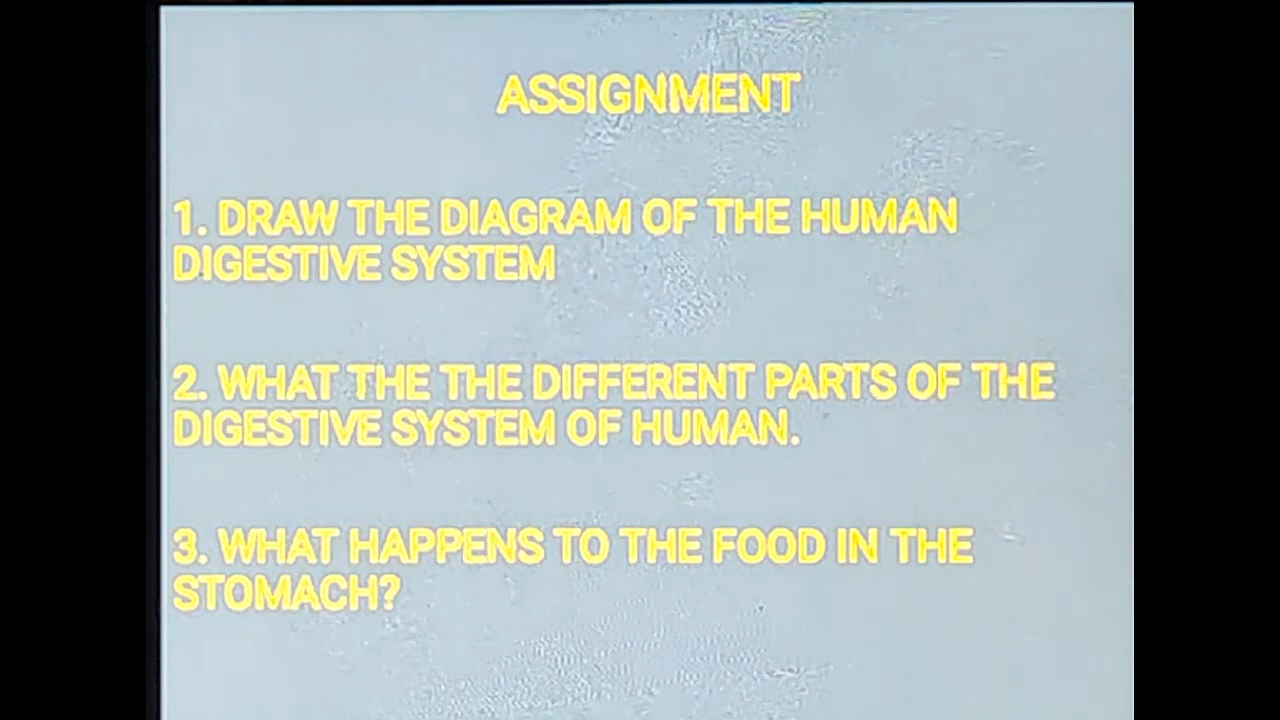 ASSIGNMENT
1. DRAW THE DIAGRAM OF THE HUMAN
DIGESTIVE SYSTEM
2. WHAT THE THE DIFFERENT PARTS OF THE
DIGESTIVE SYSTEM OF HUMAN.
3. WHAT HAPPENS TO THE FOOD IN THE
STOMACH?